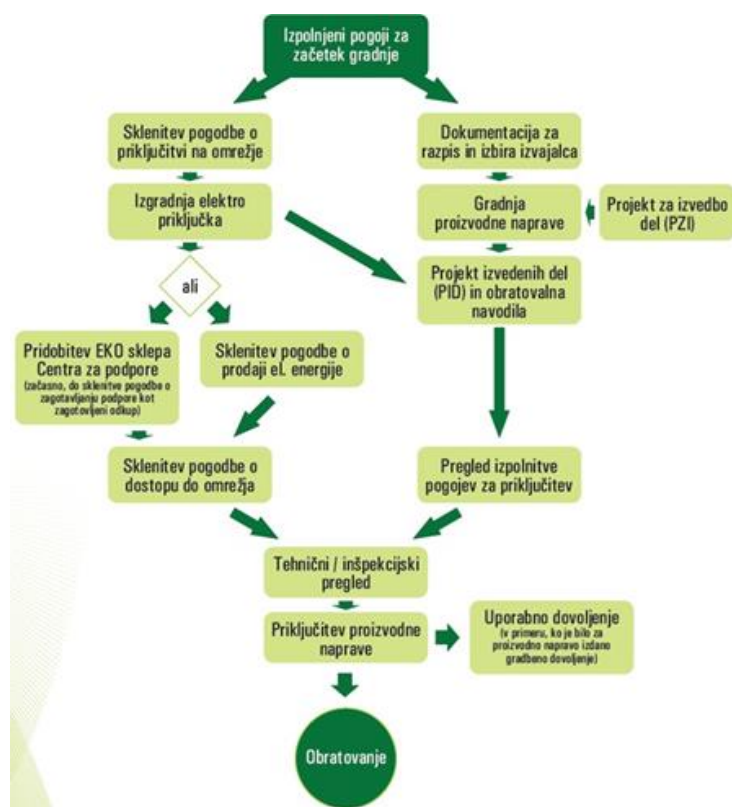 Izpolnjeni pogoji za
začetek gradnje
Sklenitev pogodbe o
priključitvi na omrežje
Dokumentacija za
razpis in izbira izvajalca
Izgradnja elektro
priključka
Gradnja
proizvodne naprave
Projekt za izvedbo
del (PZI)
ali
Projekt izvedenih del
(PID) in obratovalna
navodila
Pridobitev EKO sklepa
Centra za podpore
(začasno, do sklenitve pogodbe o
zagotavljanju podpore kot
zagotovljeni odkup)
Sklenitev pogodbe o
prodaji el. energije
Sklenitev pogodbe o
dostopu do omrežja
Pregled izpolnitve
pogojev za priključitev
Tehnični / inšpekcijski
pregled
Priključitev proizvodne
naprave
Uporabno dovoljenje
(v primeru, ko je bilo za
proizvodno napravo izdano
gradbeno dovoljenje)
Obratovanje